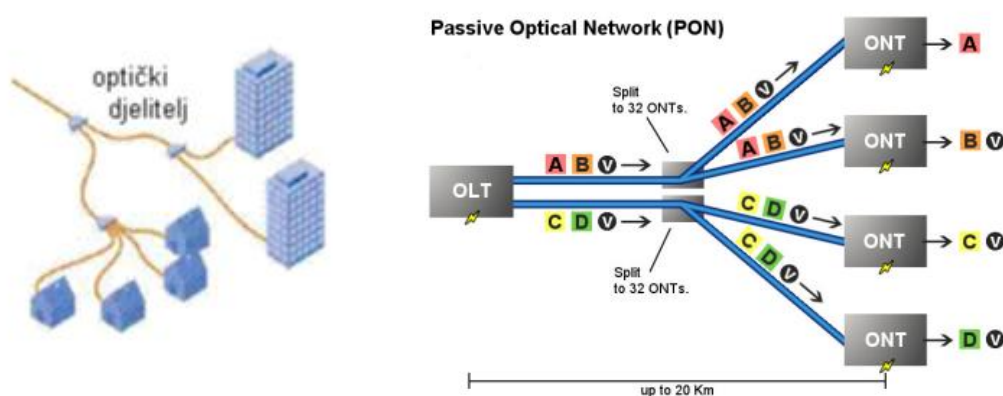 optički
djelitelj
Passive Optical Network (PON)
Split
to 32 ONTs.
A B V
A B V
A B V
OLT
C D V
C D V
C D V
Split
to 32 ONTs.
ONT
A
ONT
B V
ONT
C V
ONT
D V
up to 20 Km